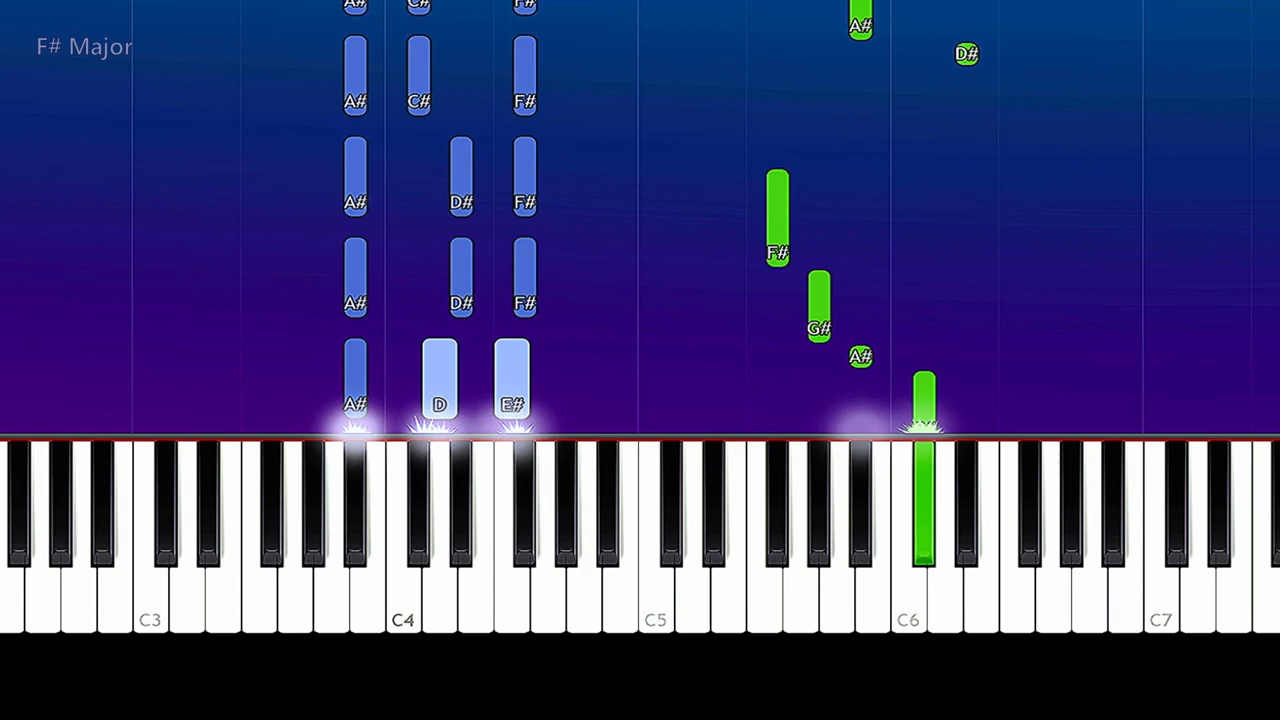 A# C# F#
A#
F# Major
D#
A# C# F#
A# D# F#
F#
A# D# F#
G#
A#
A# D E#
C3 C4 C5 C6 C7